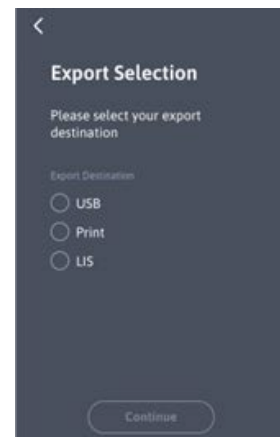 Export Selection
Please select your export
destination
Export Destination
USB
Print
LIS
Continue